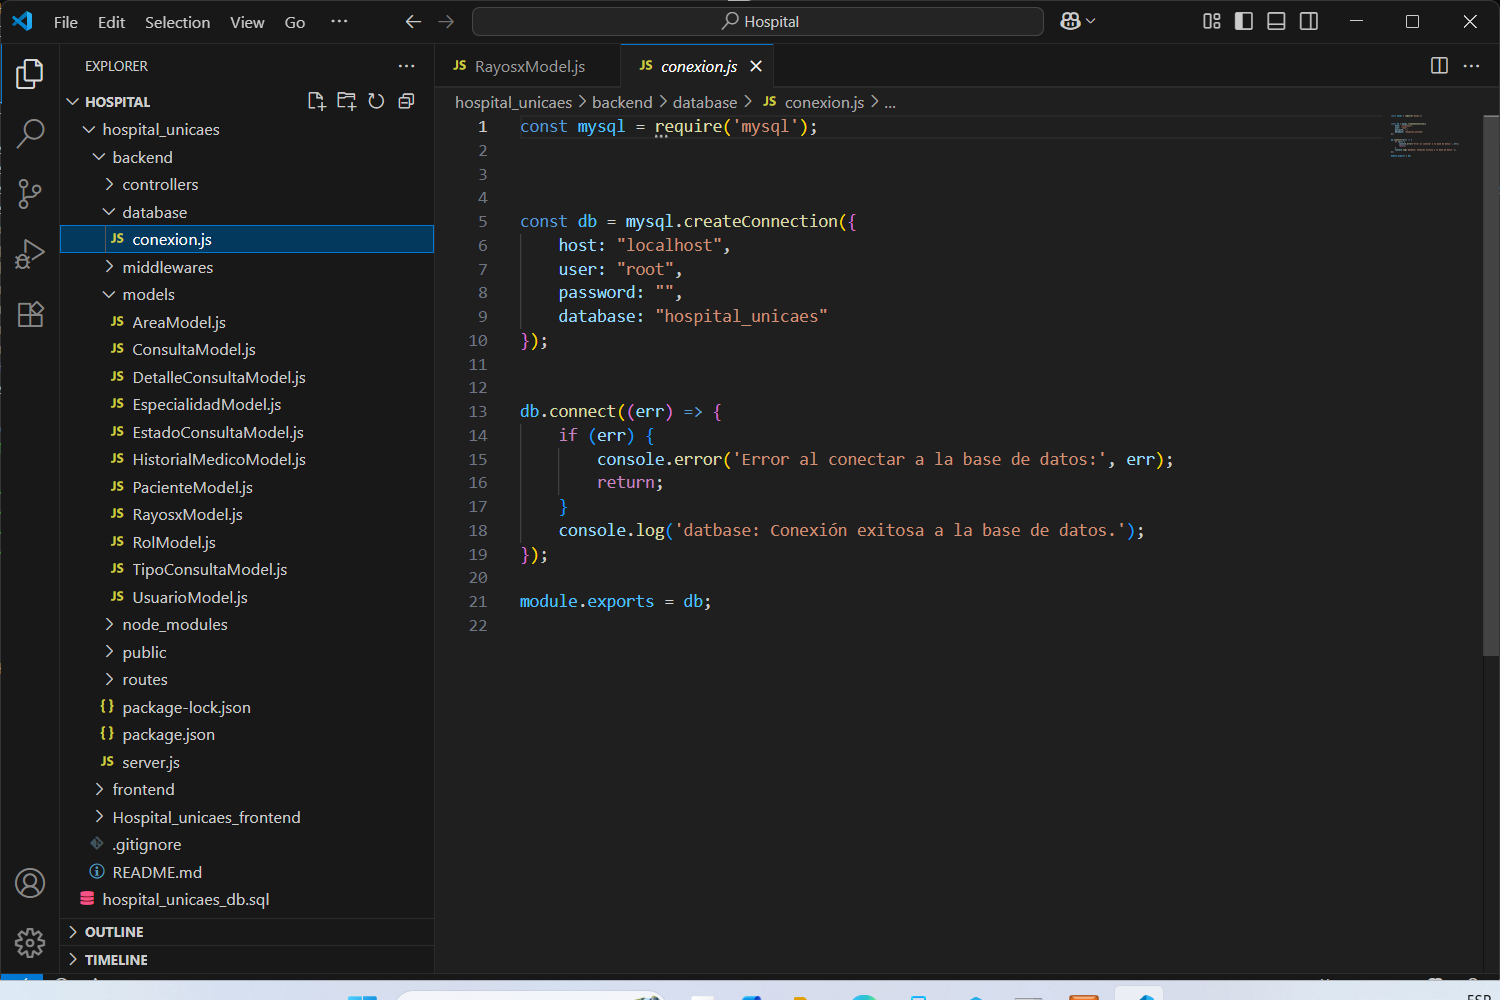 File Edit Selection View Go ··· Hospital
EXPLORER
HOSPITAL
hospital_unicaes
backend
controllers
database
JS conexion.js
middlewares
models
JS AreaModel.js
JS ConsultaModel.js
JS DetalleConsultaModel.js
JS EspecialidadModel.js
JS EstadoConsultaModel.js
JS HistorialMedicoModel.js
JS PacienteModel.js
JS RayosxModel.js
JS RolModel.js
JS TipoConsultaModel.js
JS UsuarioModel.js
node_modules
public
routes
{} package-lock.json
{} package.json
JS server.js
frontend
Hospital_unicaes_frontend
.gitignore
README.md
hospital_unicaes_db.sql
OUTLINE
TIMELINE
JS RayosxModel.js JS conexion.js
hospital_unicaes > backend > database > JS conexion.js > ...
1 const mysql = require('mysql');
2
3
4
5 const db = mysql.createConnection({
6 host: "localhost",
7 user: "root",
8 password: "",
9 database: "hospital_unicaes"
10 });
11
12
13 db.connect((err) => {
14 if (err) {
15 console.error('Error al conectar a la base de datos:', err);
16 return;
17 }
18 console.log('datbase: Conexión exitosa a la base de datos.');
19 });
20
21 module.exports = db;
22